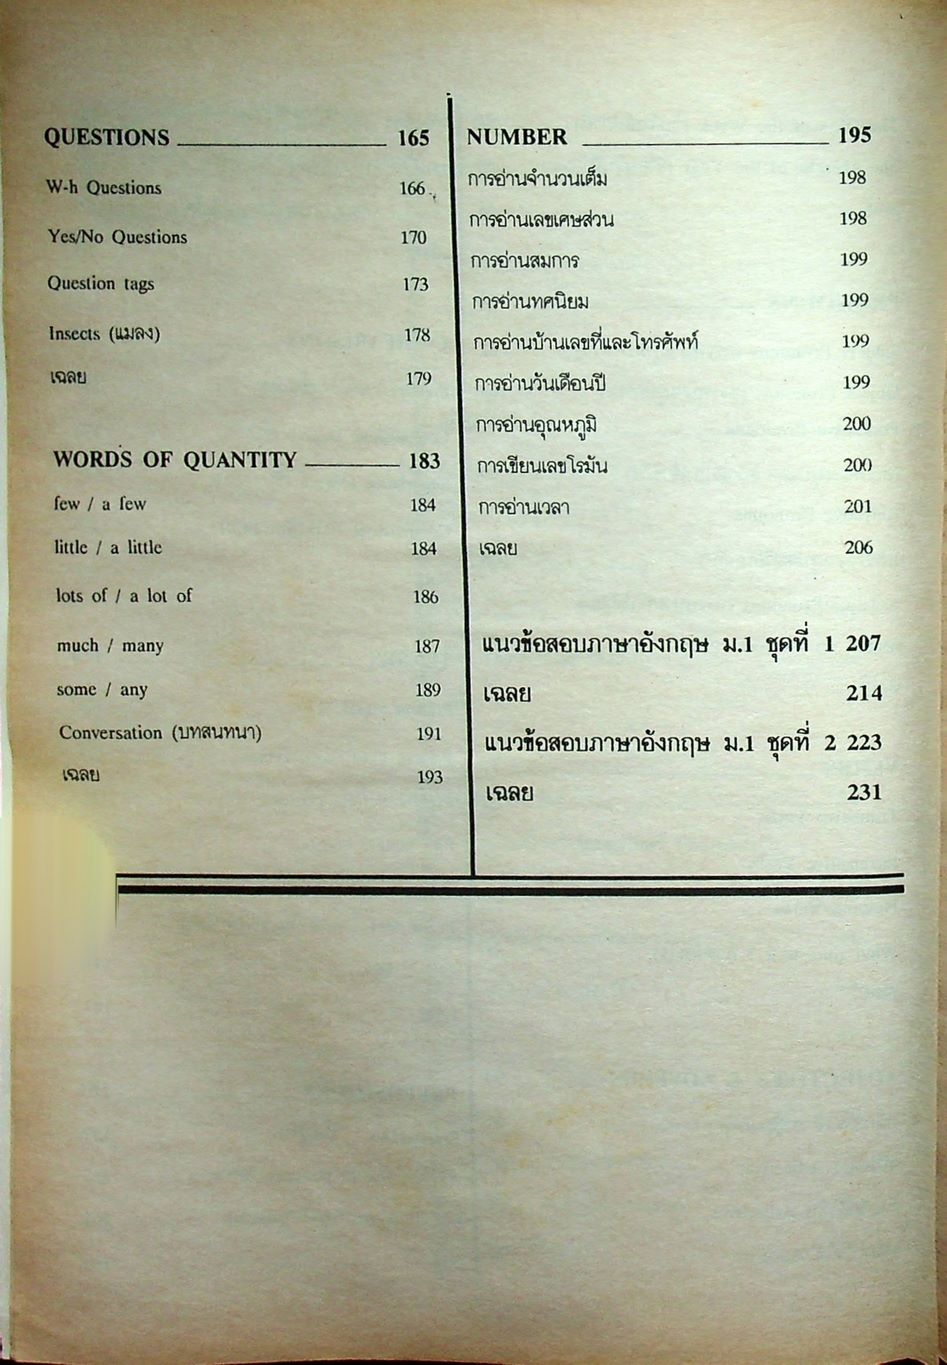 QUESTIONS 165
W-h Questions 166
Yes/No Questions 170
Question tags 173
Insects (แมลง) 178
เฉลย 179
WORDS OF QUANTITY 183
few / a few 184
little / a little 184
lots of / a lot of 186
much / many 187
some / any 189
Conversation (บทสนทนา) 191
เฉลย 193
NUMBER 195
การอ่านจำนวนเต็ม 198
การอ่านเลขเศษส่วน 198
การอ่านสมการ 199
การอ่านทศนิยม 199
การอ่านบ้านเลขที่และโทรศัพท์ 199
การอ่านวันเดือนปี 199
การอ่านอุณหภูมิ 200
การเขียนเลขโรมัน 200
การอ่านเวลา 201
เฉลย 206
แนวข้อสอบภาษาอังกฤษ ม.1 ชุดที่ 1 207
เฉลย 214
แนวข้อสอบภาษาอังกฤษ ม.1 ชุดที่ 2 223
เฉลย 231